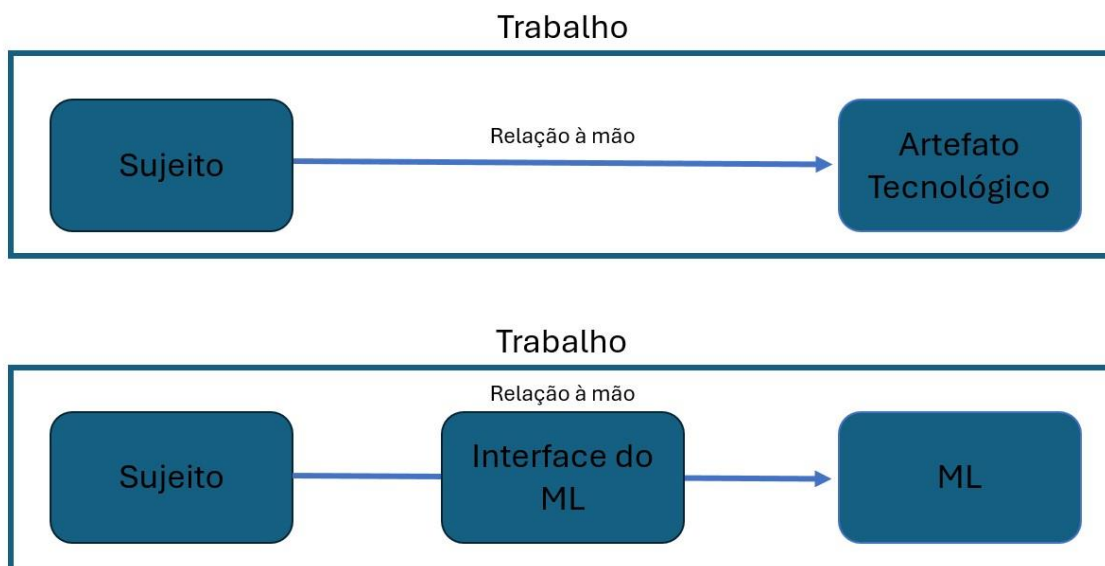 Trabalho
Sujeito
Relação à mão
Artefato
Tecnológico
Trabalho
Relação à mão
Sujeito
Interface do
ML
ML